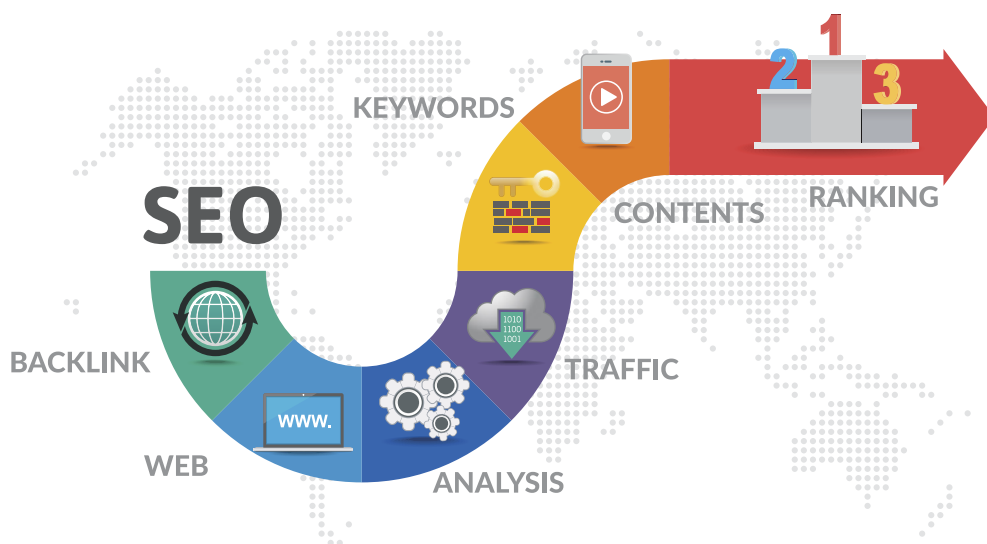 SEO
BACKLINK
WEB
WWW.
ANALYSIS
TRAFFIC
1010
1100
1001
KEYWORDS
CONTENTS
RANKING
2
1
3